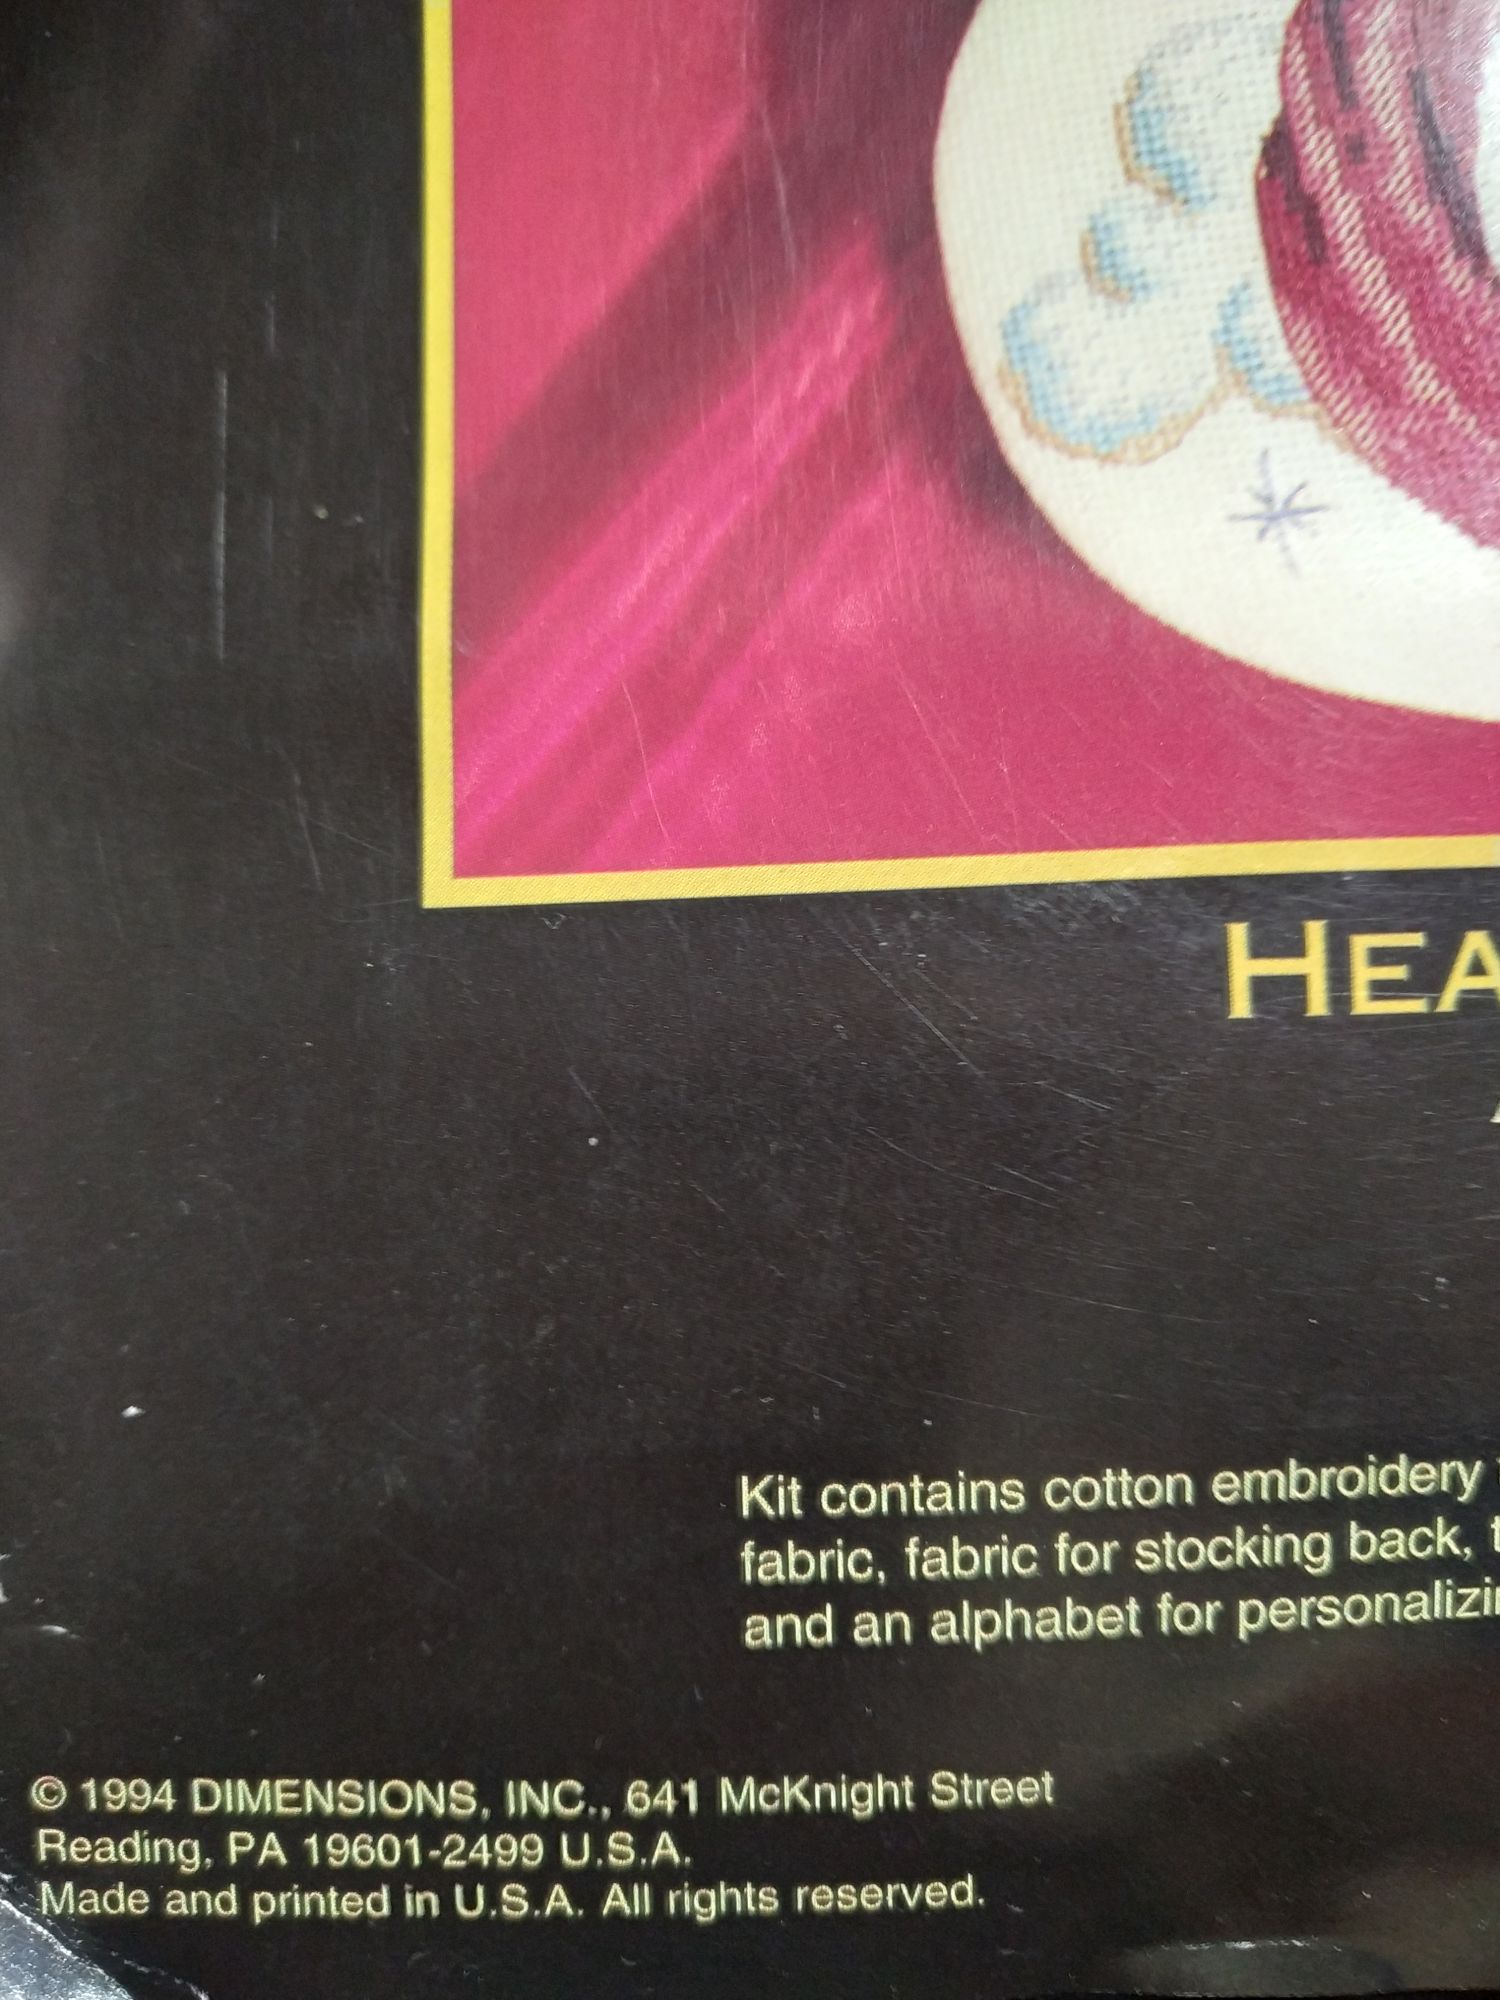 HEA
Kit contains cotton embroidery
fabric, fabric for stocking back,
and an alphabet for personalizin
© 1994 DIMENSIONS, INC., 641 McKnight Street
Reading, PA 19601-2499 U.S.A.
Made and printed in U.S.A. All rights reserved.